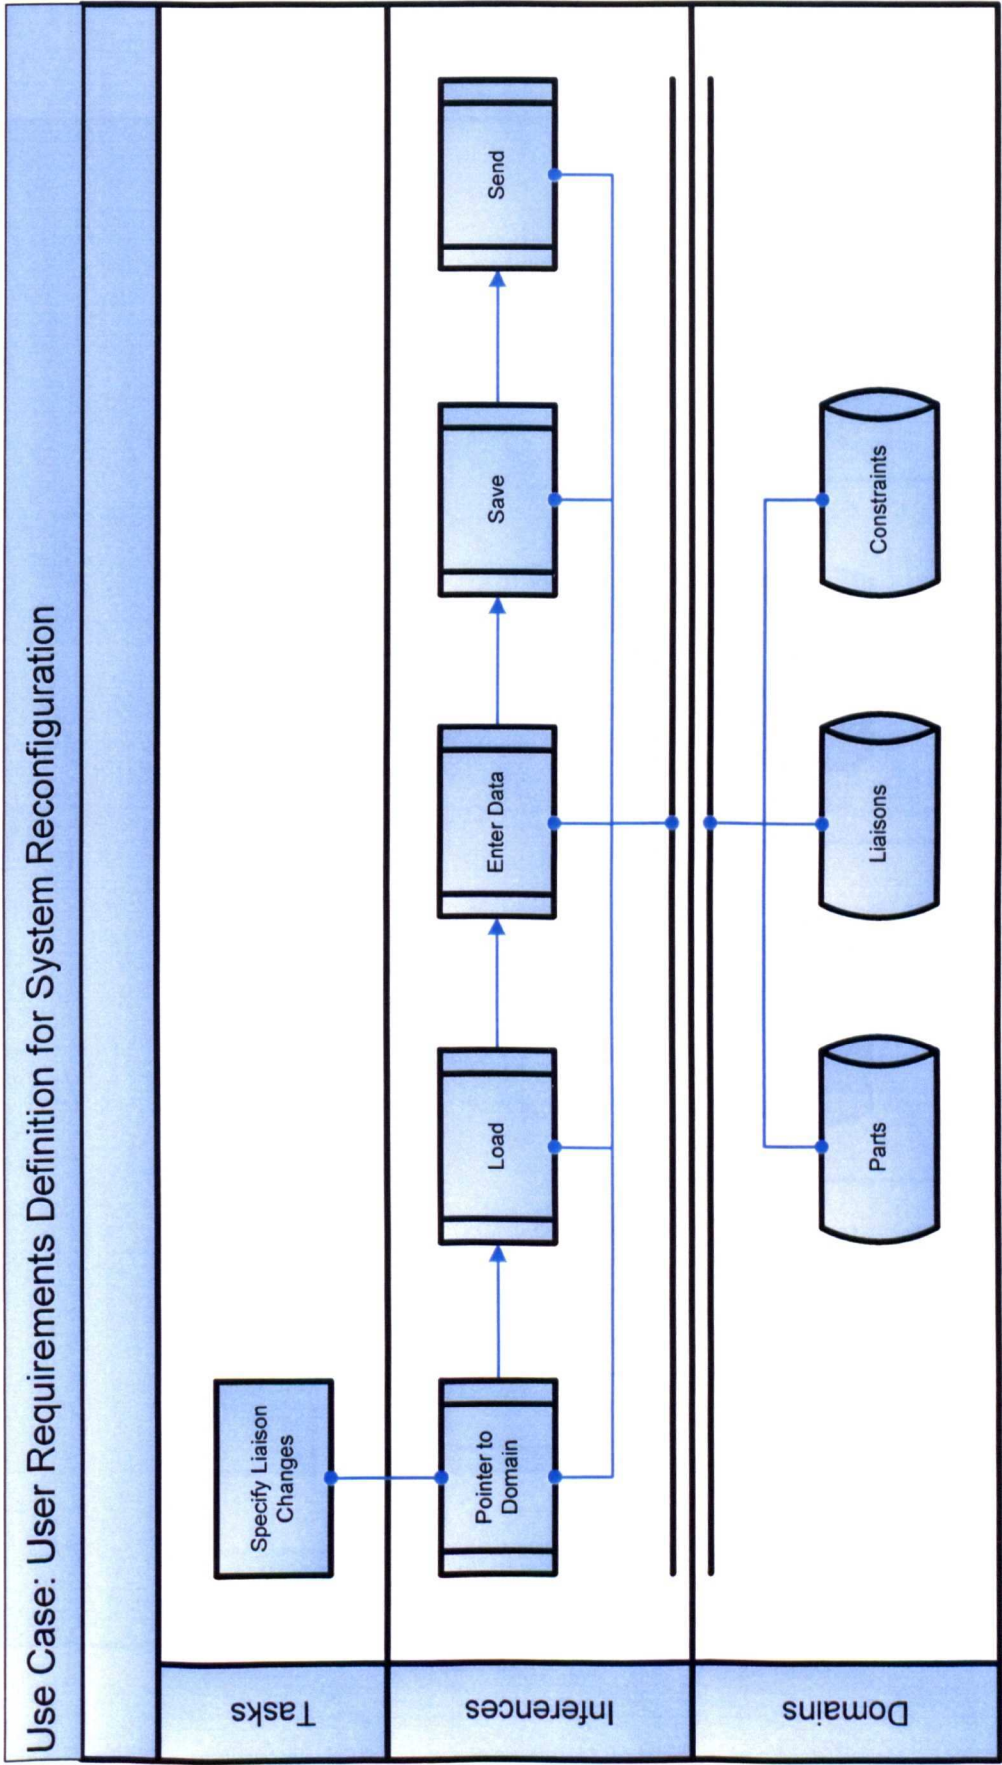 Use Case: User Requirements Definition for System Reconfiguration
Tasks
Specify Liaison
Changes
Inferences
Pointer to
Domain
Load
Enter Data
Save
Send
Domains
Parts
Liaisons
Constraints